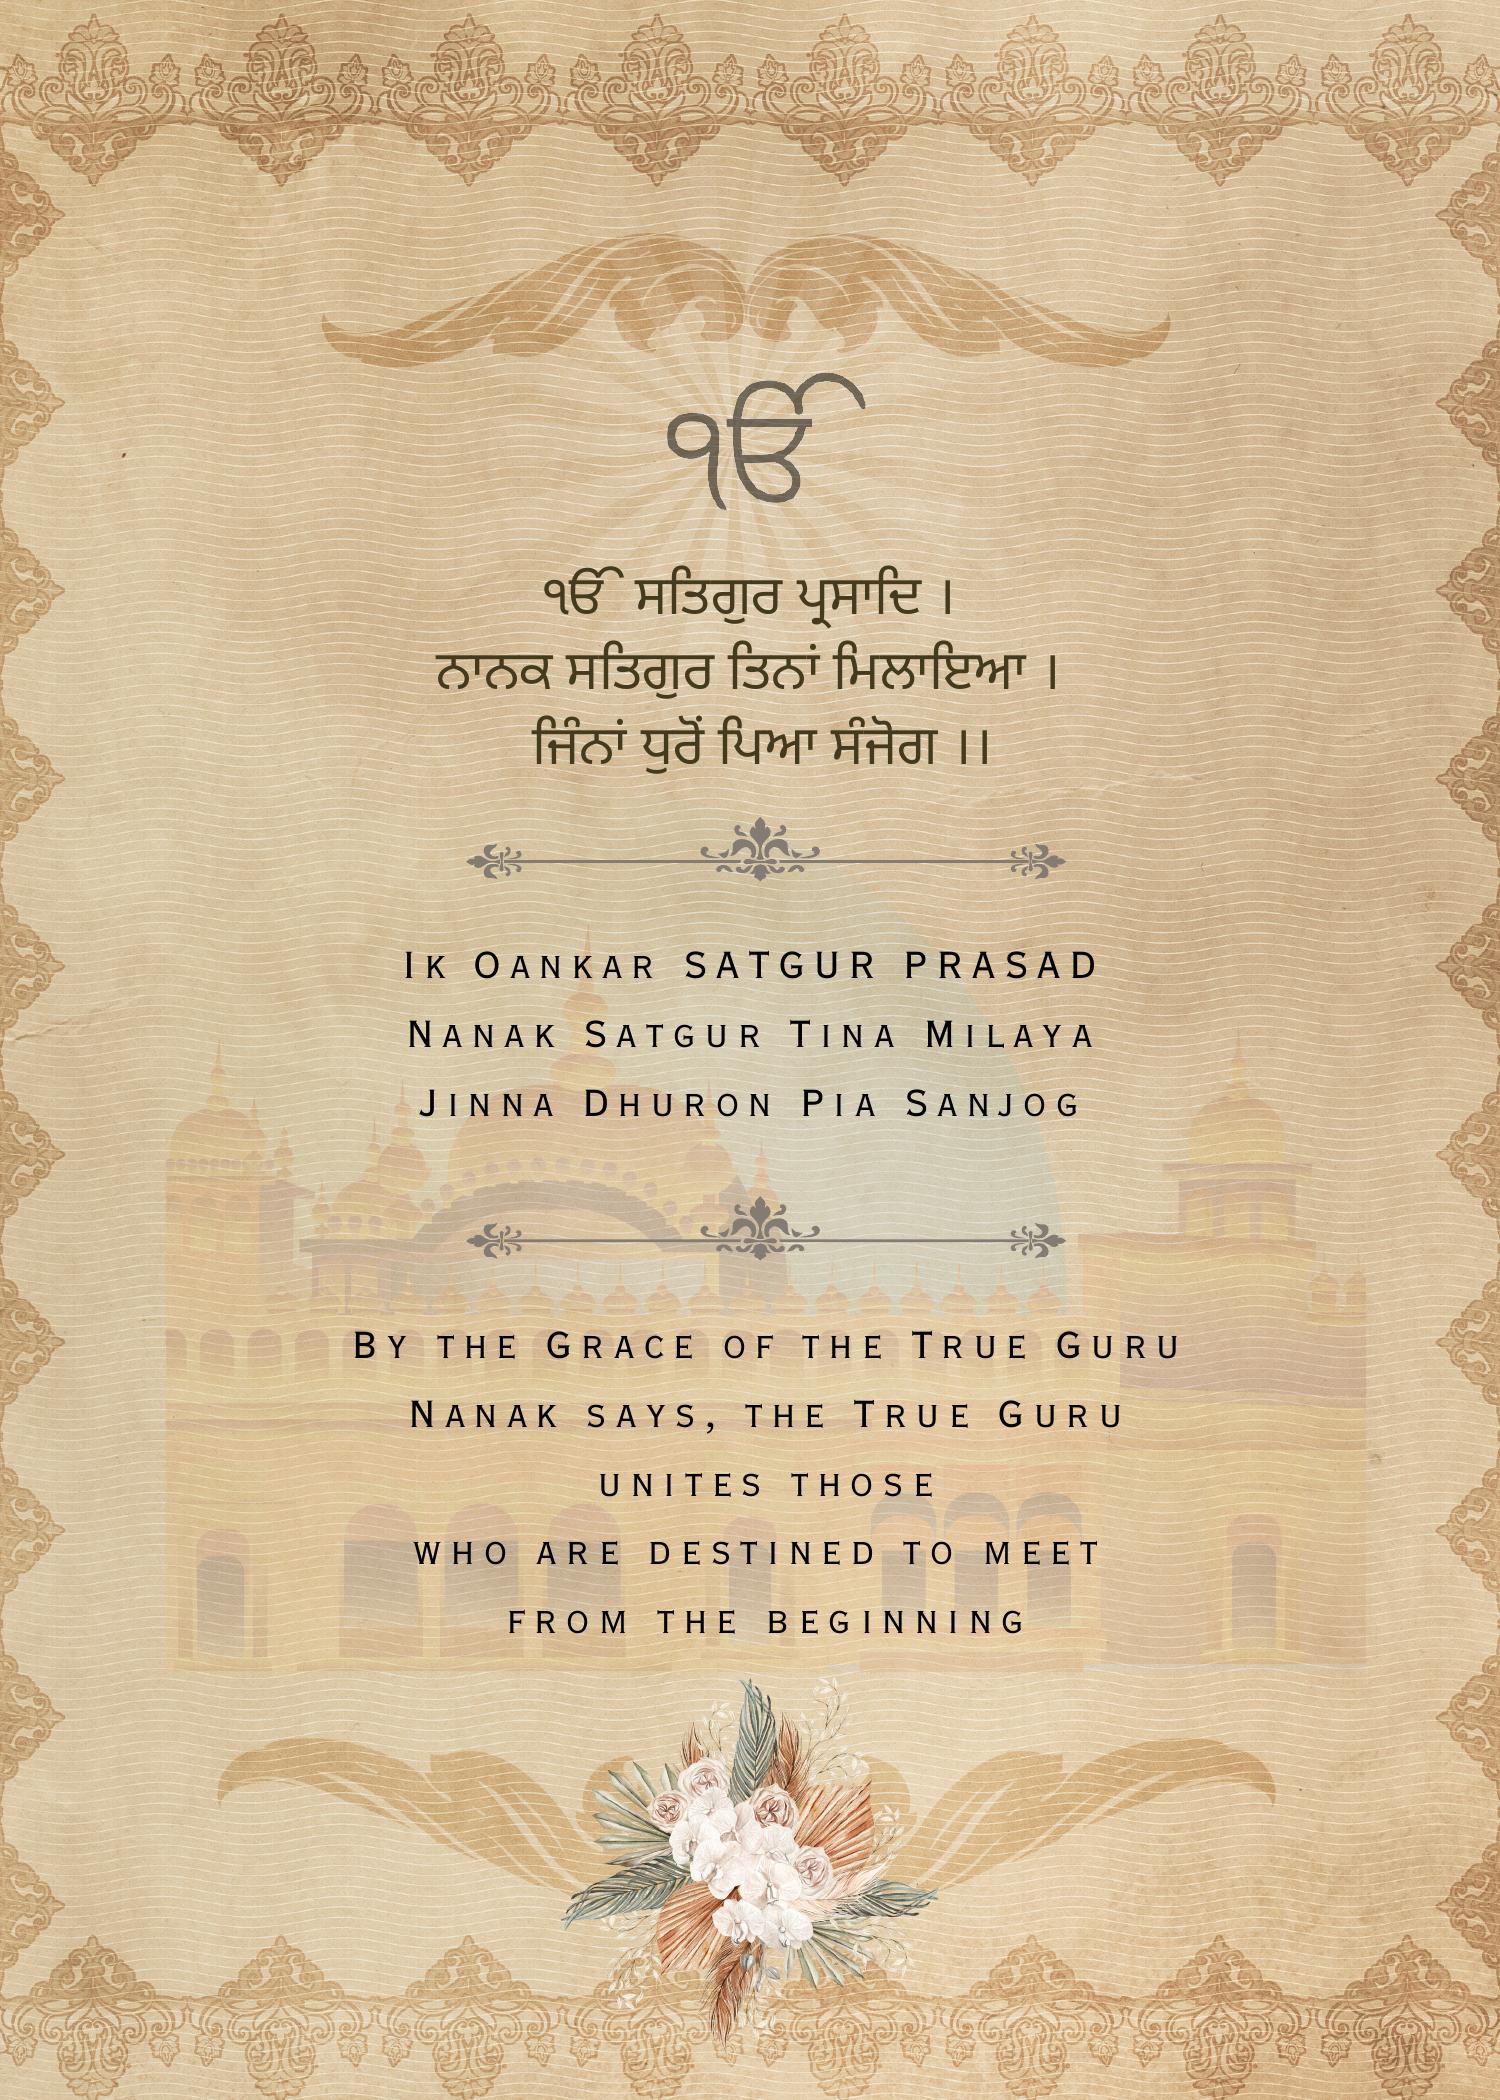 ੴ
ੴ ਸਤਿਗੁਰ ਪ੍ਰਸਾਦਿ ।
ਨਾਨਕ ਸਤਿਗੁਰ ਤਿਨਾਂ ਮਿਲਾਇਆ ।
ਜਿੰਨਾਂ ਧੁਰੋਂ ਪਿਆ ਸੰਜੋਗ ।।
Ik Oankar SATGUR PRASAD
Nanak Satgur Tina Milaya
Jinna Dhuron Pia Sanjog
By the Grace of the True Guru
Nanak says, the True Guru
unites those
who are destined to meet
from the beginning